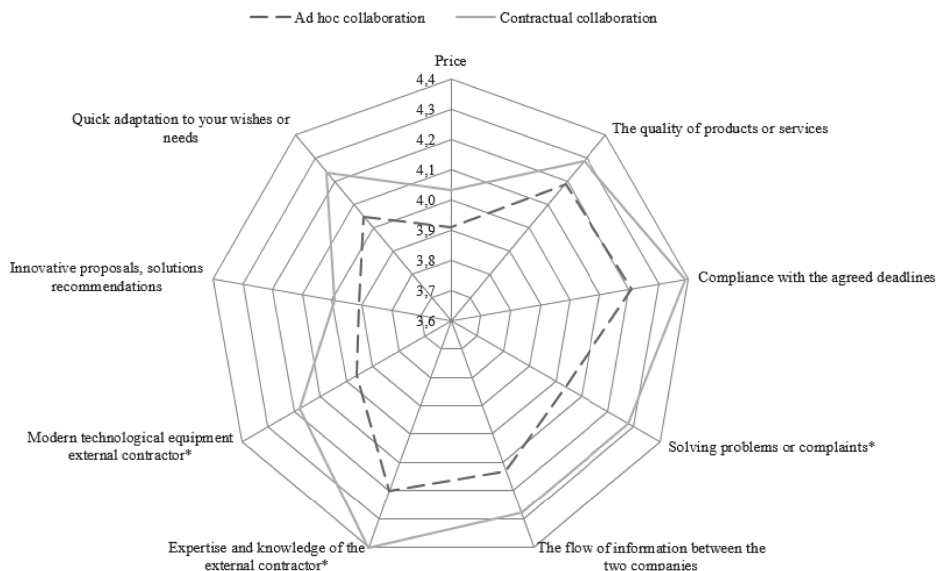 Ad hoc collaboration
Contractual collaboration
Price
4,4
4,3
4,2
4,1
4,0
3,9
3,8
3,7
3,6
The quality of products or services
Compliance with the agreed deadlines
Solving problems or complaints*
The flow of information between the
two companies
Expertise and knowledge of the
external contractor*
Modern technological equipment
external contractor*
Innovative proposals, solutions
recommendations
Quick adaptation to your wishes or
needs